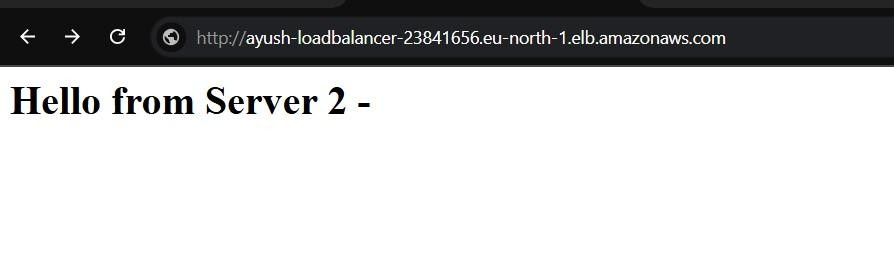 http://ayush-loadbalancer-23841656.eu-north-1.elb.amazonaws.com
Hello from Server 2 -